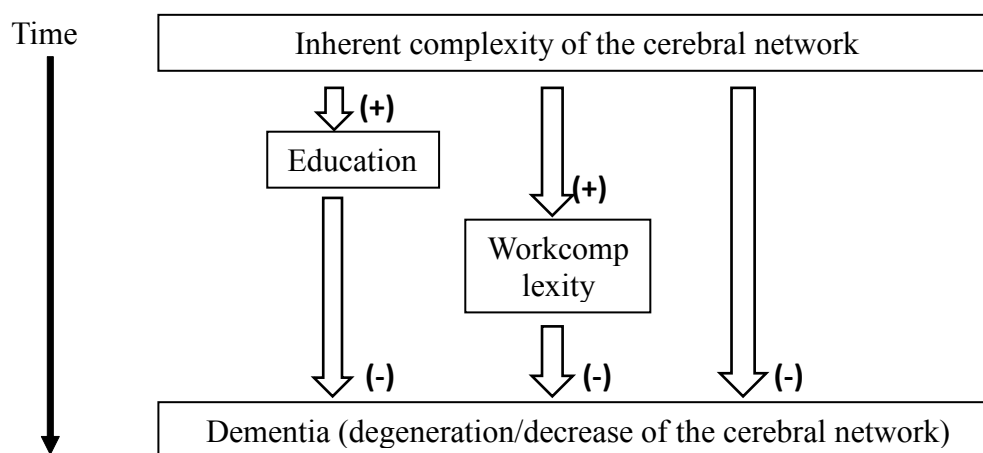 Time
Inherent complexity of the cerebral network
(+)
Education
(+)
Workcomp
lexity
(-)
(-)
(-)
Dementia (degeneration/decrease of the cerebral network)